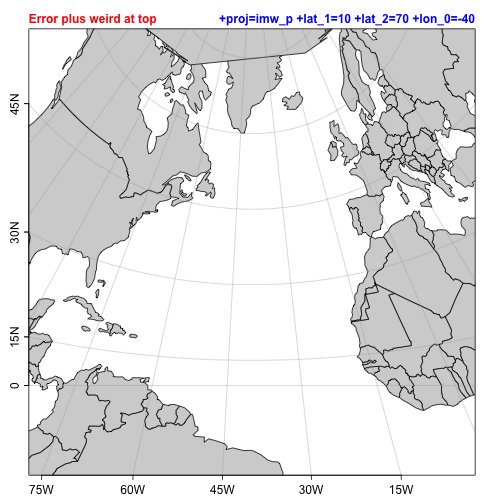 Error plus weird at top
+proj=imw_p +lat_1=10 +lat_2=70 +lon_0=-40
45N
30N
15N
0
75W
60W
45W
30W
15W